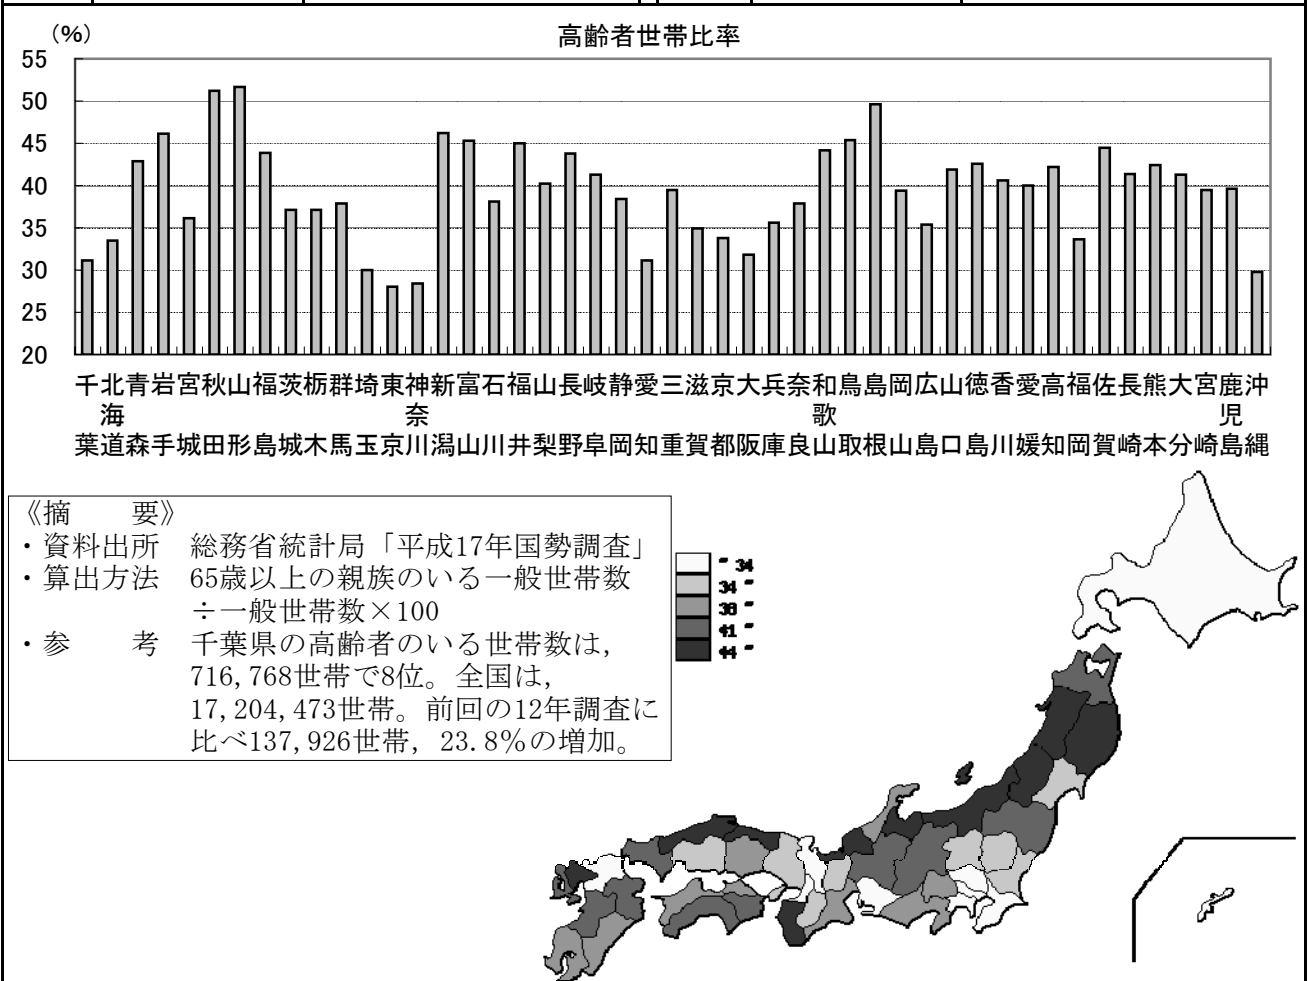 (%)
高齢者世帯比率
55
50
45
40
35
30
25
20
千葉 北海道 青森 岩手 宮城 秋田 山形 福島 茨城 栃木 群馬 埼玉 東京 神奈川 新潟 富山 石川 福井 山梨 長野 岐阜 静岡 愛知 三重 滋賀 京都 大阪 兵庫 奈良 和歌山 鳥取 島根 岡山 広島 山口 徳島 香川 愛媛 高知 福岡 佐賀 長崎 熊本 大分 宮崎 鹿児島 沖縄
《摘　　要》
・資料出所　総務省統計局「平成17年国勢調査」
・算出方法　65歳以上の親族のいる一般世帯数
÷一般世帯数×100
・参　　考　千葉県の高齢者のいる世帯数は,
716,768世帯で8位。全国は,
17,204,473世帯。前回の12年調査に
比べ137,926世帯, 23.8%の増加。
~ 34
34 ~
38 ~
41 ~
44 ~